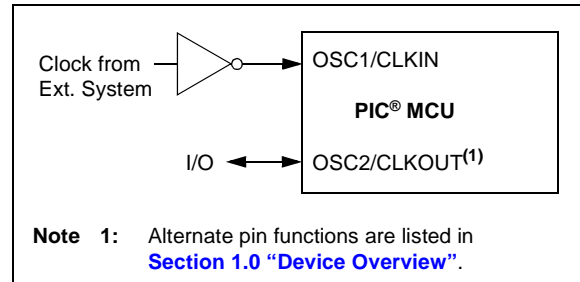 Clock from
Ext. System
OSC1/CLKIN
PIC® MCU
I/O
OSC2/CLKOUT(1)
Note 1: Alternate pin functions are listed in
Section 1.0 “Device Overview”.